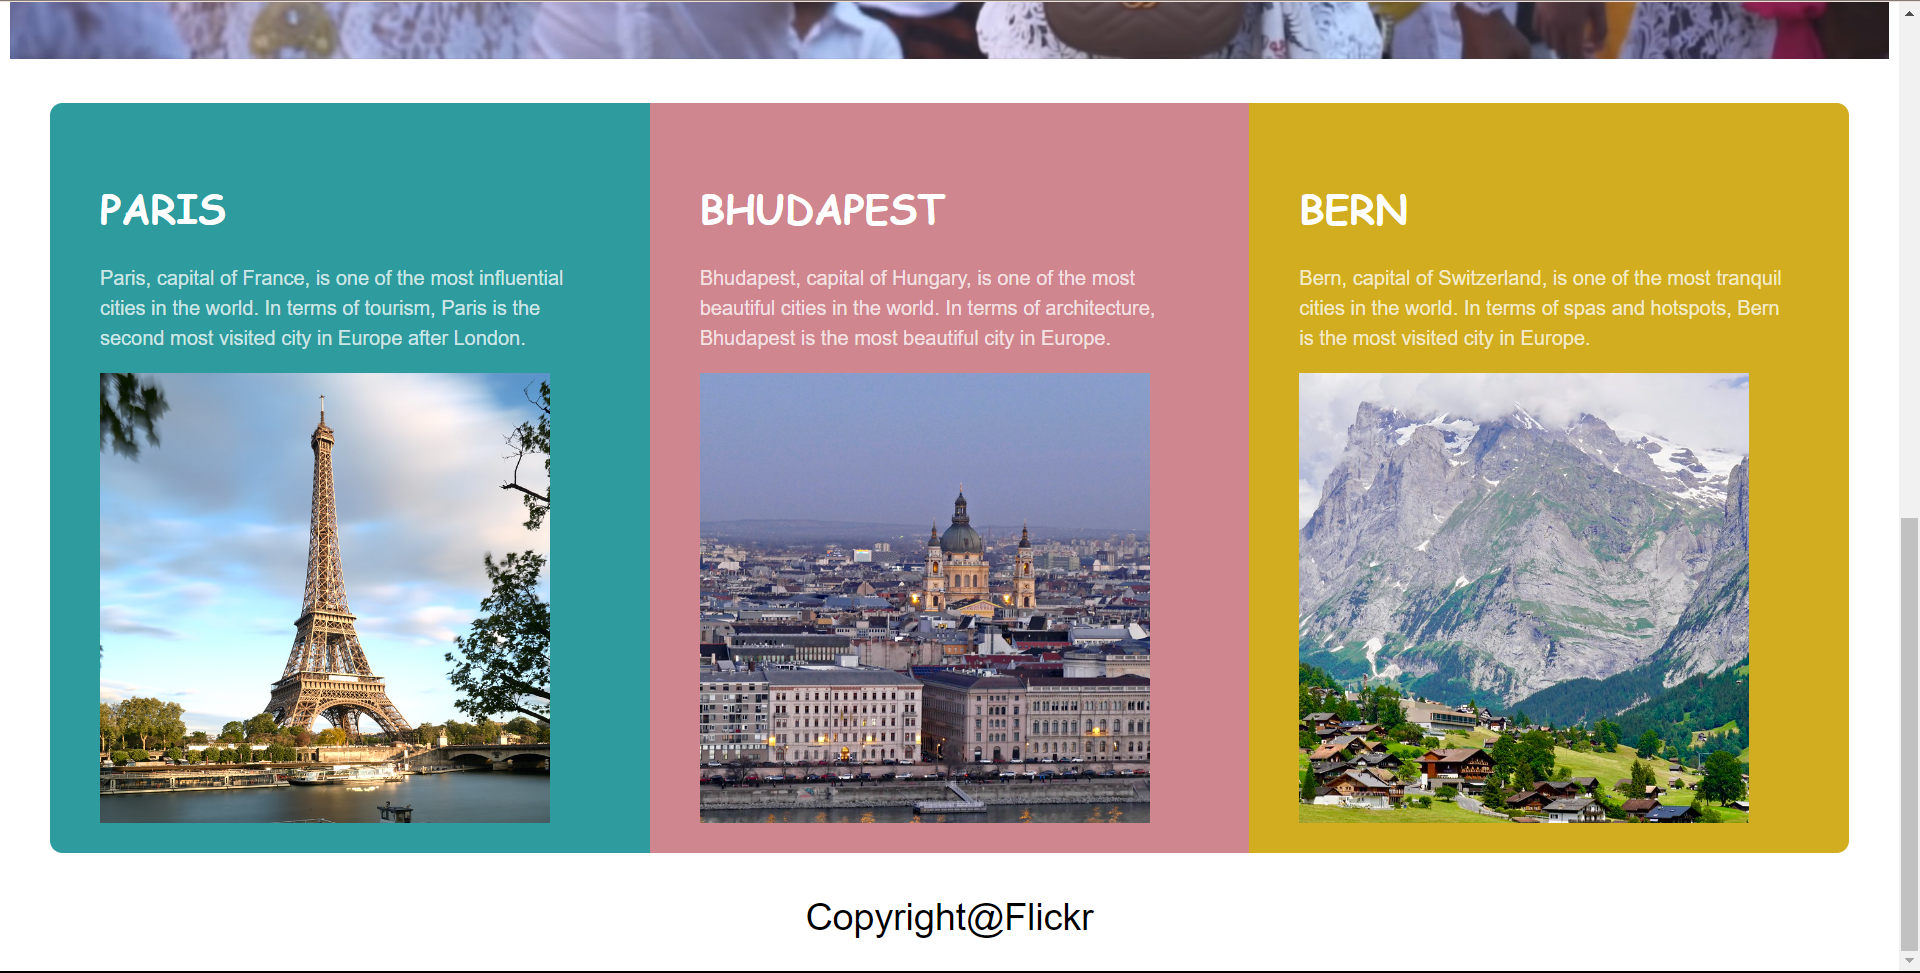 PARIS
Paris, capital of France, is one of the most influential
cities in the world. In terms of tourism, Paris is the
second most visited city in Europe after London.
BHUDAPEST
Bhudapest, capital of Hungary, is one of the most
beautiful cities in the world. In terms of architecture,
Bhudapest is the most beautiful city in Europe.
BERN
Bern, capital of Switzerland, is one of the most tranquil
cities in the world. In terms of spas and hotspots, Bern
is the most visited city in Europe.
Copyright@Flickr